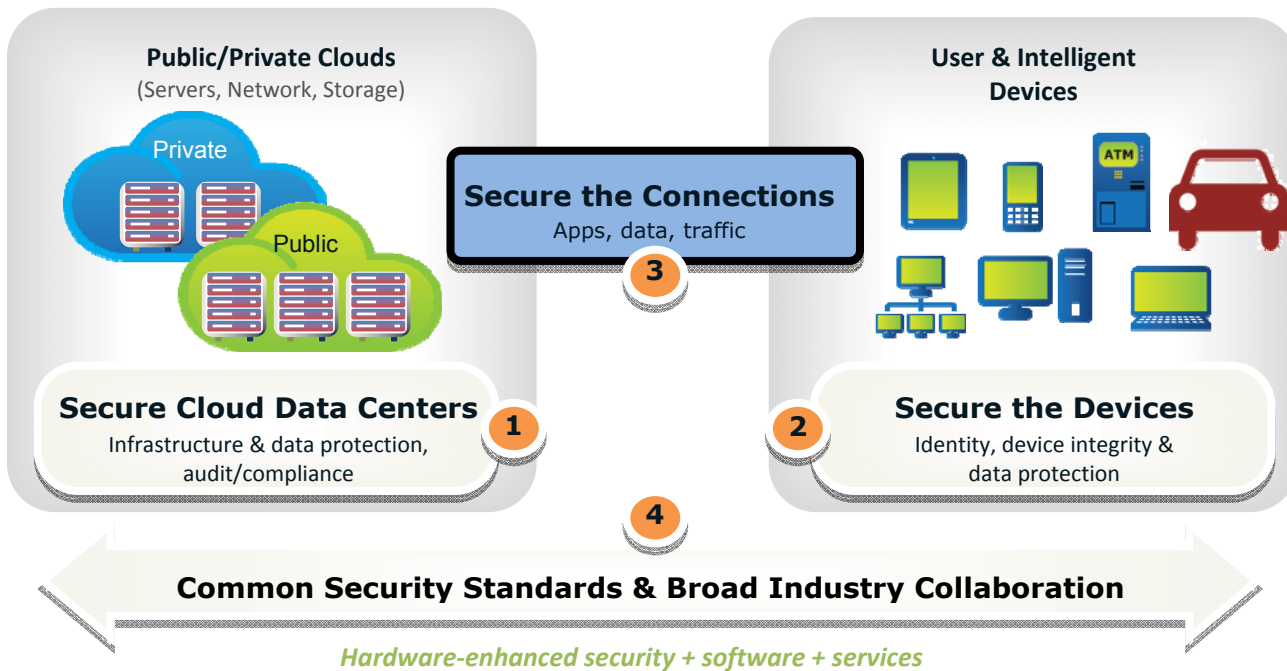 Public/Private Clouds
(Servers, Network, Storage)
Private
Public
Secure Cloud Data Centers
Infrastructure & data protection,
audit/compliance
1
Secure the Connections
Apps, data, traffic
3
User & Intelligent
Devices
ATM
2
Secure the Devices
Identity, device integrity &
data protection
4
Common Security Standards & Broad Industry Collaboration
Hardware-enhanced security + software + services